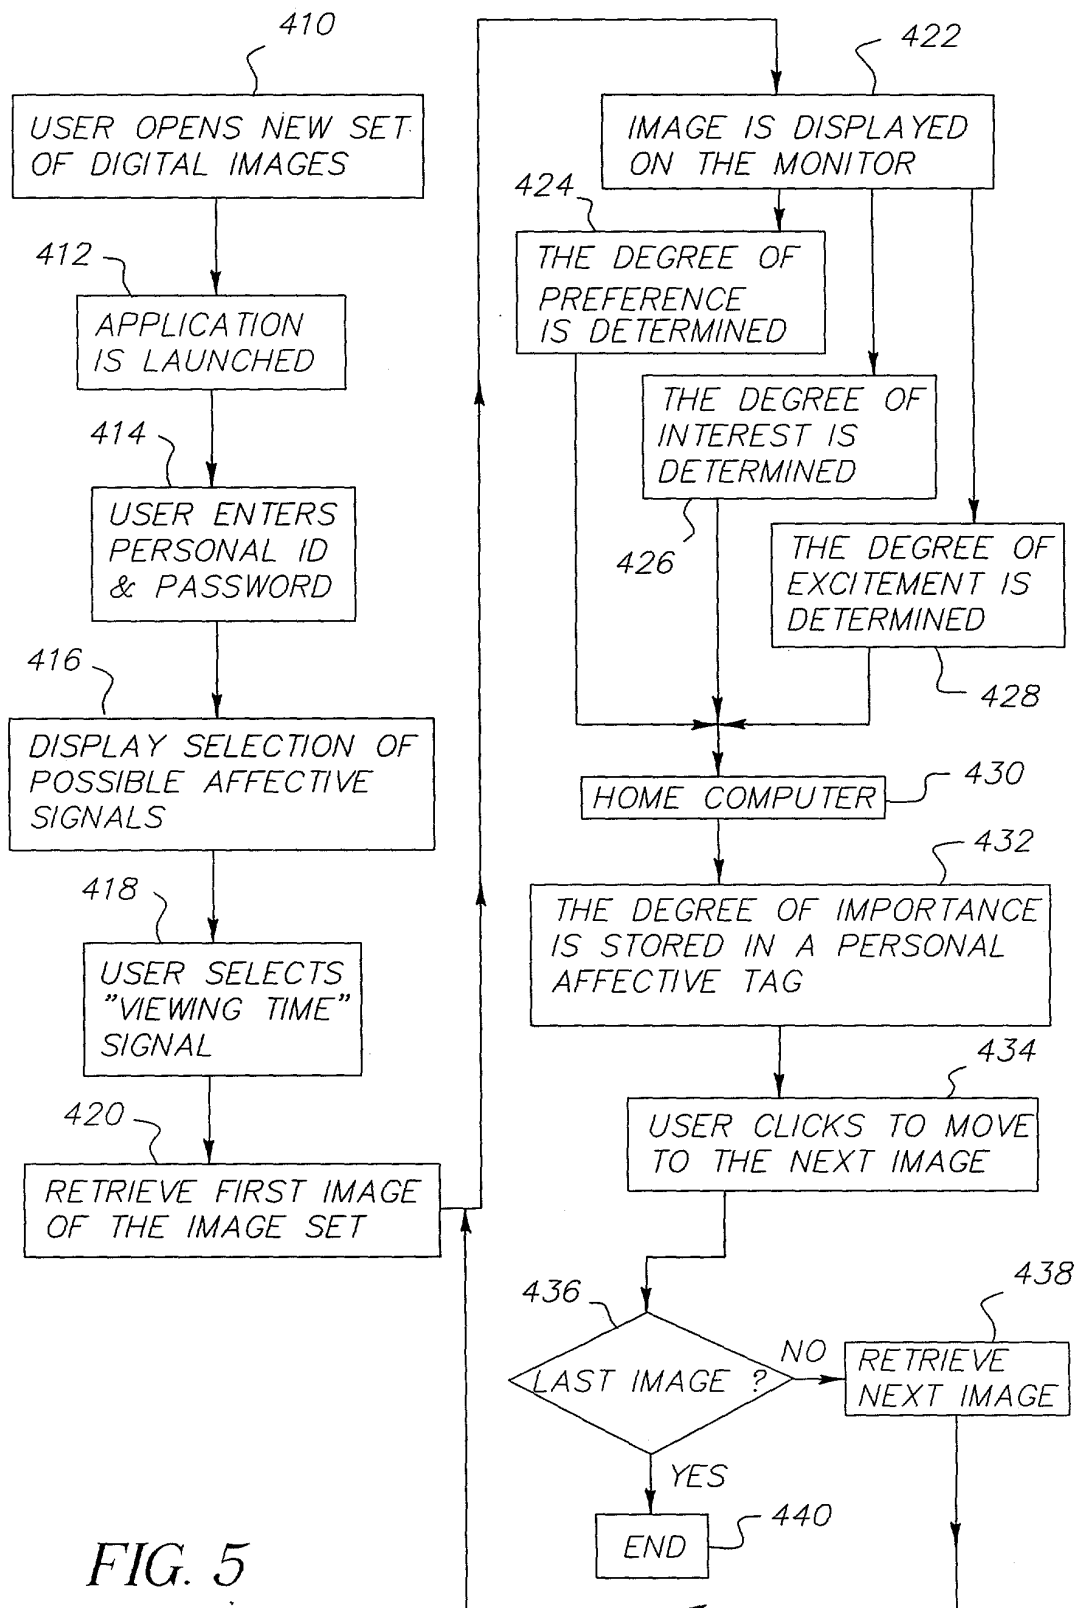 410
USER OPENS NEW SET
OF DIGITAL IMAGES
412
APPLICATION
IS LAUNCHED
414
USER ENTERS
PERSONAL ID
& PASSWORD
416
DISPLAY SELECTION OF
POSSIBLE AFFECTIVE
SIGNALS
418
USER SELECTS
"VIEWING TIME"
SIGNAL
420
RETRIEVE FIRST IMAGE
OF THE IMAGE SET
422
IMAGE IS DISPLAYED
ON THE MONITOR
424
THE DEGREE OF
PREFERENCE
IS DETERMINED
THE DEGREE OF
INTEREST IS
DETERMINED
426
THE DEGREE OF
EXCITEMENT IS
DETERMINED
428
HOME COMPUTER
430
432
THE DEGREE OF IMPORTANCE
IS STORED IN A PERSONAL
AFFECTIVE TAG
434
USER CLICKS TO MOVE
TO THE NEXT IMAGE
436
LAST IMAGE ?
NO
438
RETRIEVE
NEXT IMAGE
YES
440
END
FIG. 5